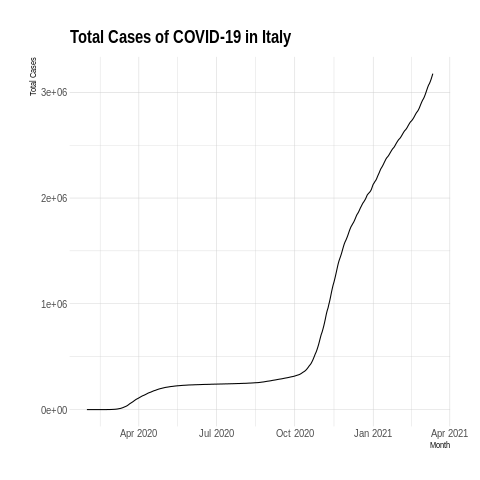 Total Cases of COVID-19 in Italy
Total Cases
3e+06
2e+06
1e+06
0e+00
Apr 2020 Jul 2020 Oct 2020 Jan 2021 Apr 2021
Month